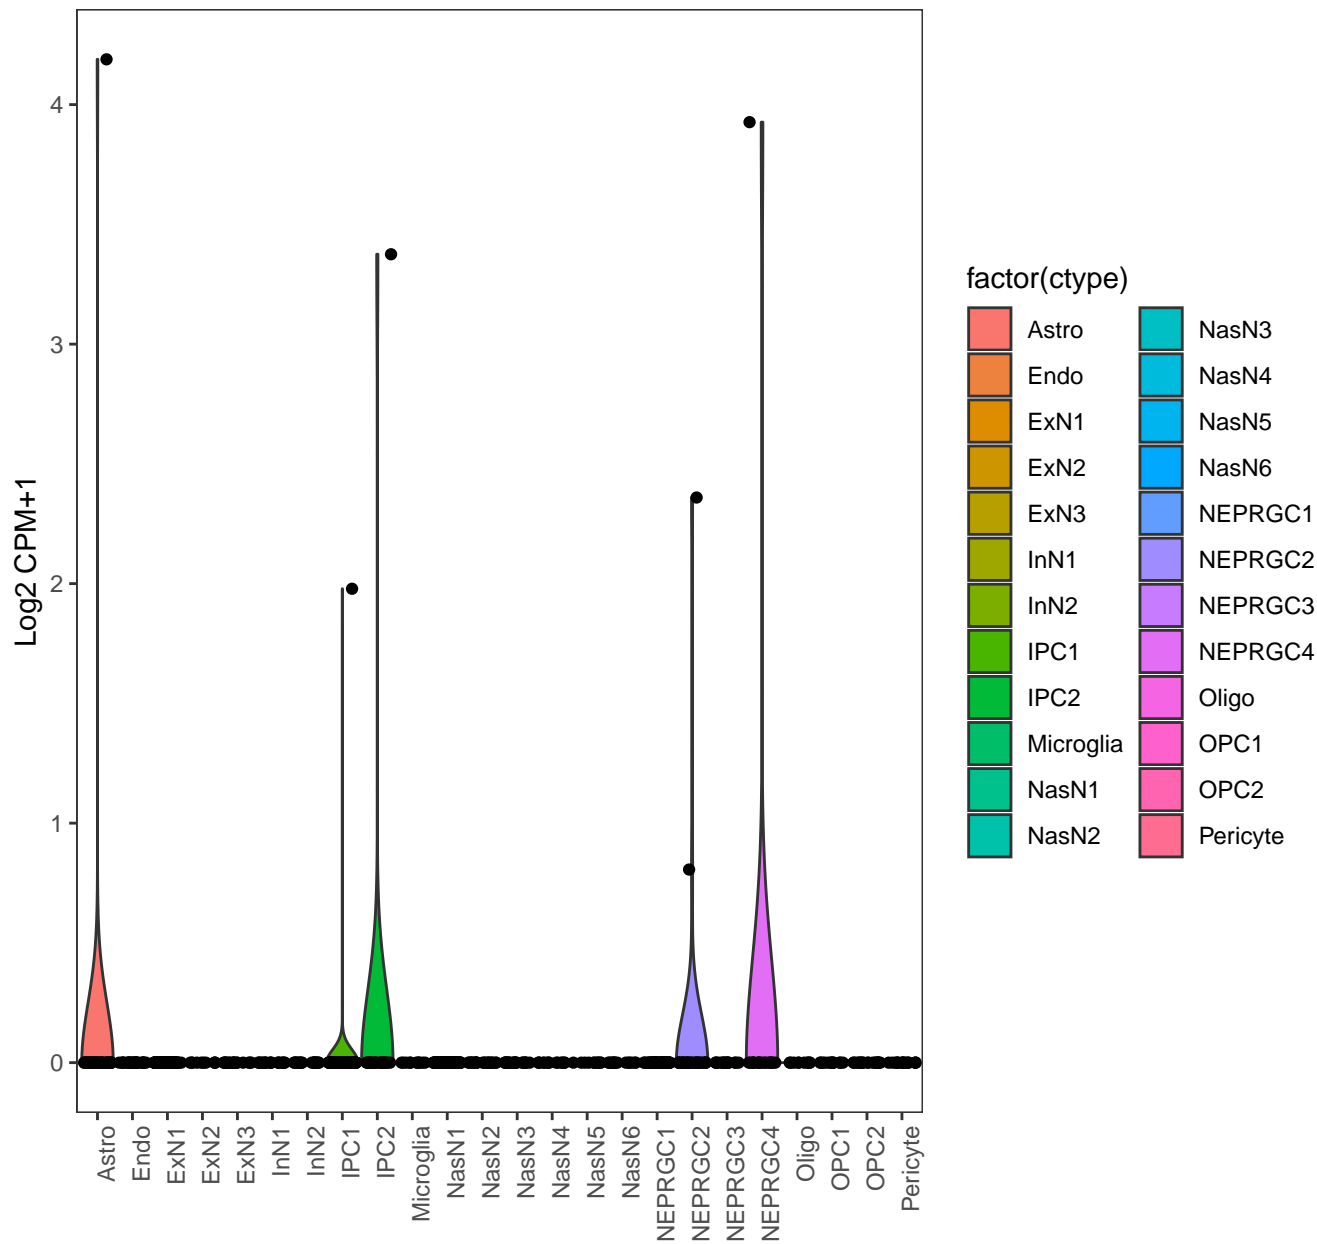 Log2 CPM+1
4
3
2
1
0
Astro
Endo
ExN1
ExN2
ExN3
InN1
InN2
IPC1
IPC2
Microglia
NasN1
NasN2
NasN3
NasN4
NasN5
NasN6
NEPRGC1
NEPRGC2
NEPRGC3
NEPRGC4
Oligo
OPC1
OPC2
Pericyte
factor(ctype)
Astro
Endo
ExN1
ExN2
ExN3
InN1
InN2
IPC1
IPC2
Microglia
NasN1
NasN2
NasN3
NasN4
NasN5
NasN6
NEPRGC1
NEPRGC2
NEPRGC3
NEPRGC4
Oligo
OPC1
OPC2
Pericyte